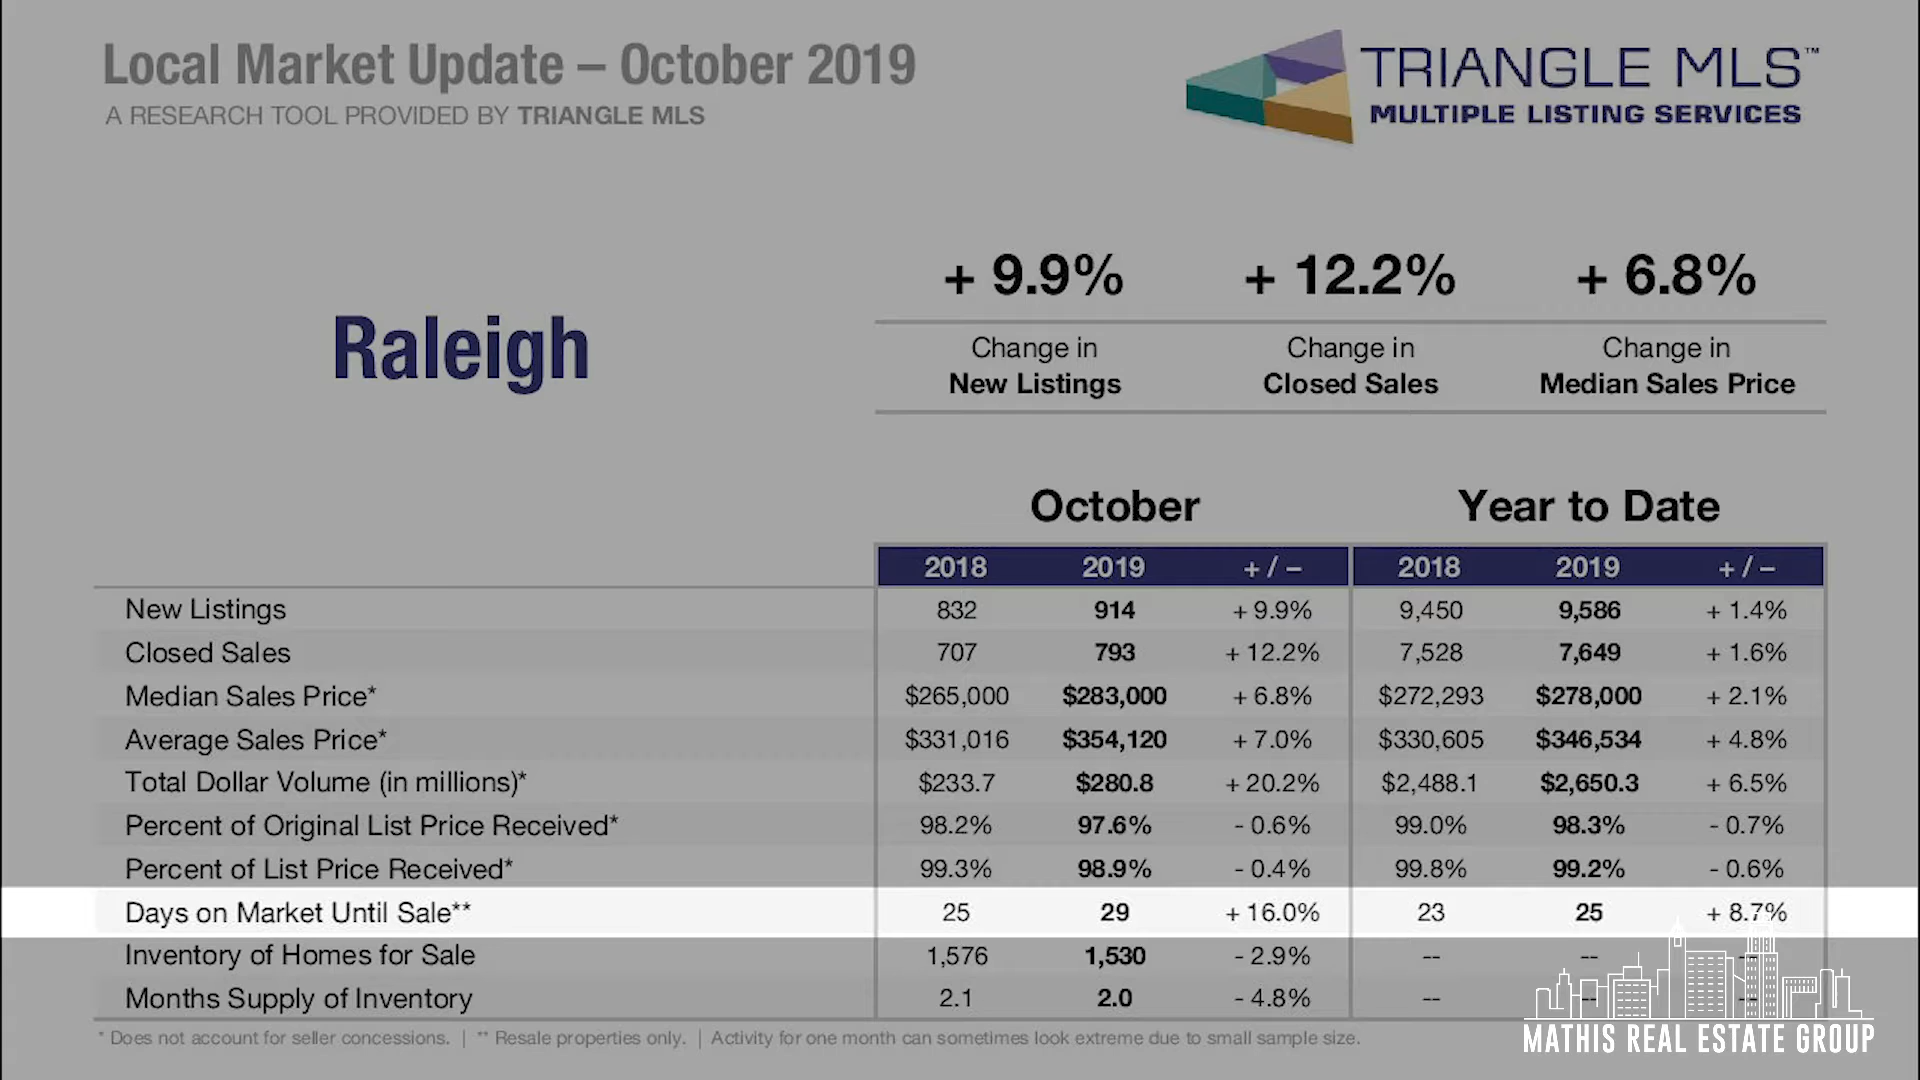 Local Market Update – October 2019
A RESEARCH TOOL PROVIDED BY TRIANGLE MLS
TRIANGLE MLS™
MULTIPLE LISTING SERVICES
Raleigh
+ 9.9% + 12.2% + 6.8%
Change in Change in Change in
New Listings Closed Sales Median Sales Price
October Year to Date
2018 2019 + / – 2018 2019 + / –
New Listings 832 914 + 9.9% 9,450 9,586 + 1.4%
Closed Sales 707 793 + 12.2% 7,528 7,649 + 1.6%
Median Sales Price* $265,000 $283,000 + 6.8% $272,293 $278,000 + 2.1%
Average Sales Price* $331,016 $354,120 + 7.0% $330,605 $346,534 + 4.8%
Total Dollar Volume (in millions)* $233.7 $280.8 + 20.2% $2,488.1 $2,650.3 + 6.5%
Percent of Original List Price Received* 98.2% 97.6% - 0.6% 99.0% 98.3% - 0.7%
Percent of List Price Received* 99.3% 98.9% - 0.4% 99.8% 99.2% - 0.6%
Days on Market Until Sale** 25 29 + 16.0% 23 25 + 8.7%
Inventory of Homes for Sale 1,576 1,530 - 2.9% -- -- --
Months Supply of Inventory 2.1 2.0 - 4.8% -- -- --
* Does not account for seller concessions. | ** Resale properties only. | Activity for one month can sometimes look extreme due to small sample size.
MATHIS REAL ESTATE GROUP